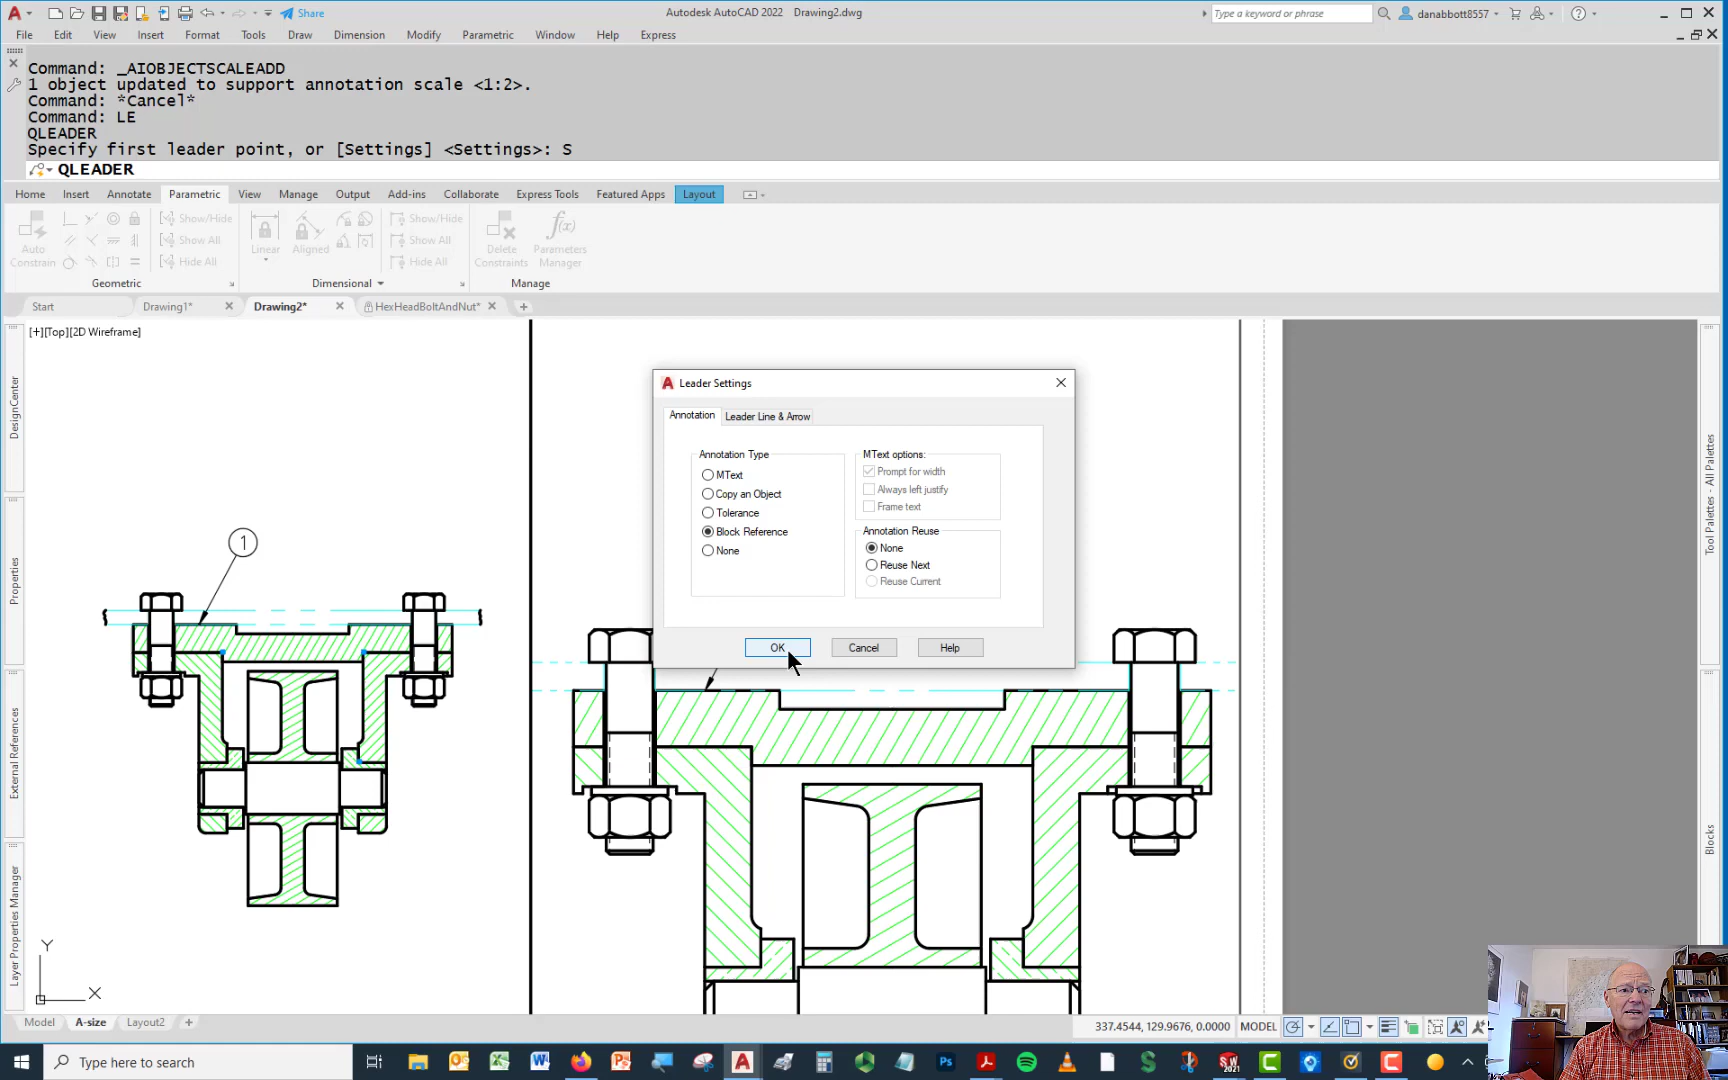 Share
Autodesk AutoCAD 2022 Drawing2.dwg
Type a keyword or phrase
danabbott8557
File Edit View Insert Format Tools Draw Dimension Modify Parametric Window Help Express
Command: _AIOBJECTSCALEADD
1 object updated to support annotation scale <1:2>.
Command: *Cancel*
Command: LE
QLEADER
Specify first leader point, or [Settings] <Settings>: S
QLEADER
Home Insert Annotate Parametric View Manage Output Add-ins Collaborate Express Tools Featured Apps Layout
Auto
Constrain
Show/Hide
Show All
Hide All
Geometric
Linear
Aligned
Show/Hide
Show All
Hide All
Dimensional
Delete
Constraints
Parameters
Manager
Manage
Start Drawing1* Drawing2* HexHeadBoltAndNut*
[+][Top][2D Wireframe]
DesignCenter
Properties
External References
Layer Properties Manager
1
Y
X
Leader Settings
Annotation Leader Line & Arrow
Annotation Type
MText
Copy an Object
Tolerance
Block Reference
None
MText options:
Prompt for width
Always left justify
Frame text
Annotation Reuse
None
Reuse Next
Reuse Current
OK Cancel Help
Tool Palettes - All Palettes
Blocks
Model A-size Layout2
337.4544, 129.9676, 0.0000 MODEL
Type here to search